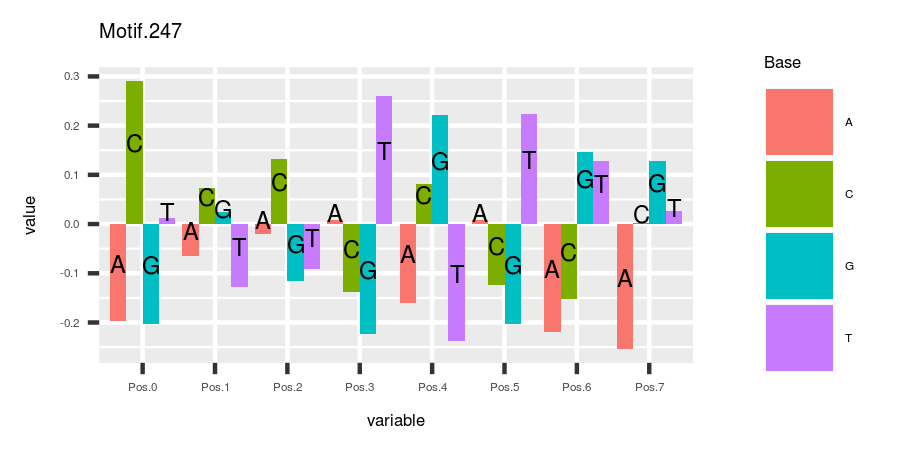 Motif.247
Base
value
0.3
0.2
0.1
0.0
-0.1
-0.2
A C G T
A C G T
A C G T
A C G T
A C G T
A C G T
A C G T
A C G T
Pos.0 Pos.1 Pos.2 Pos.3 Pos.4 Pos.5 Pos.6 Pos.7
variable
A
C
G
T